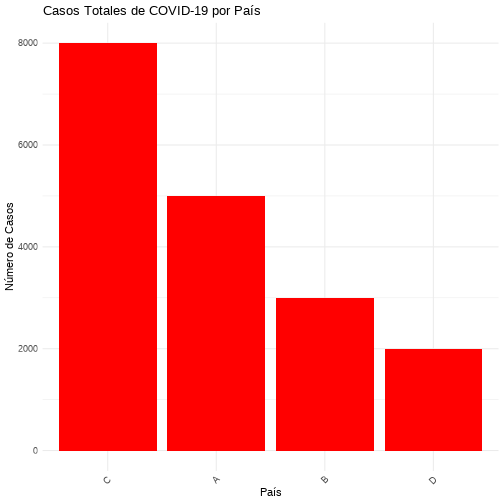 Casos Totales de COVID-19 por País
Número de Casos
8000
6000
4000
2000
0
C
A
B
D
País